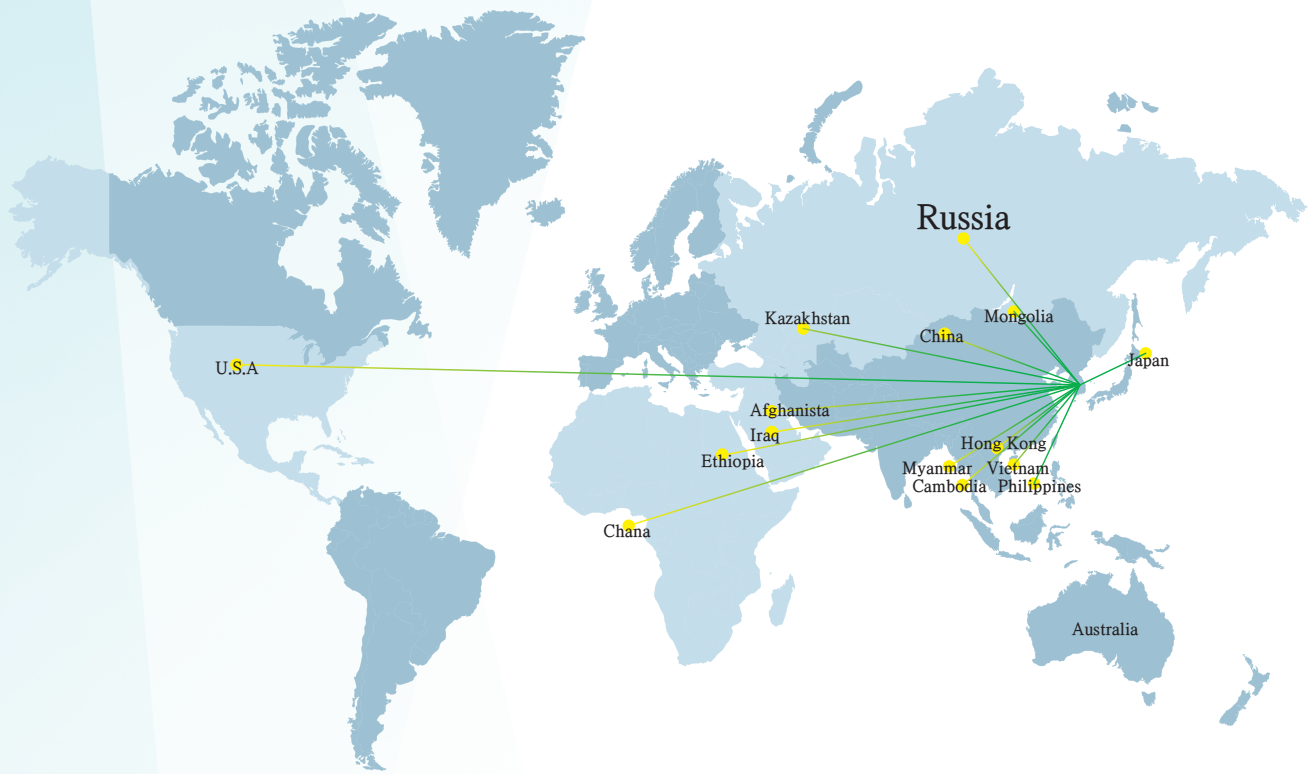 Russia
Kazakhstan
Mongolia
China
Japan
U.S.A
Afghanista
Iraq
Hong Kong
Ethiopia
Myanmar
Vietnam
Cambodia
Philippines
Chana
Australia